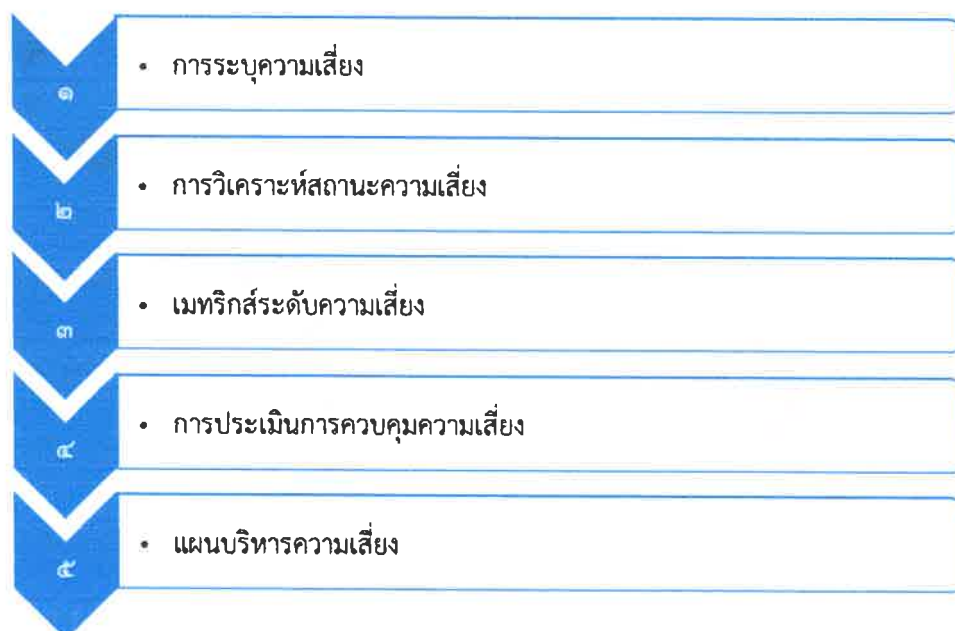 ๑
• การระบุความเสี่ยง
๒
• การวิเคราะห์สถานะความเสี่ยง
๓
• เมทริกส์ระดับความเสี่ยง
๔
• การประเมินการควบคุมความเสี่ยง
๕
• แผนบริหารความเสี่ยง